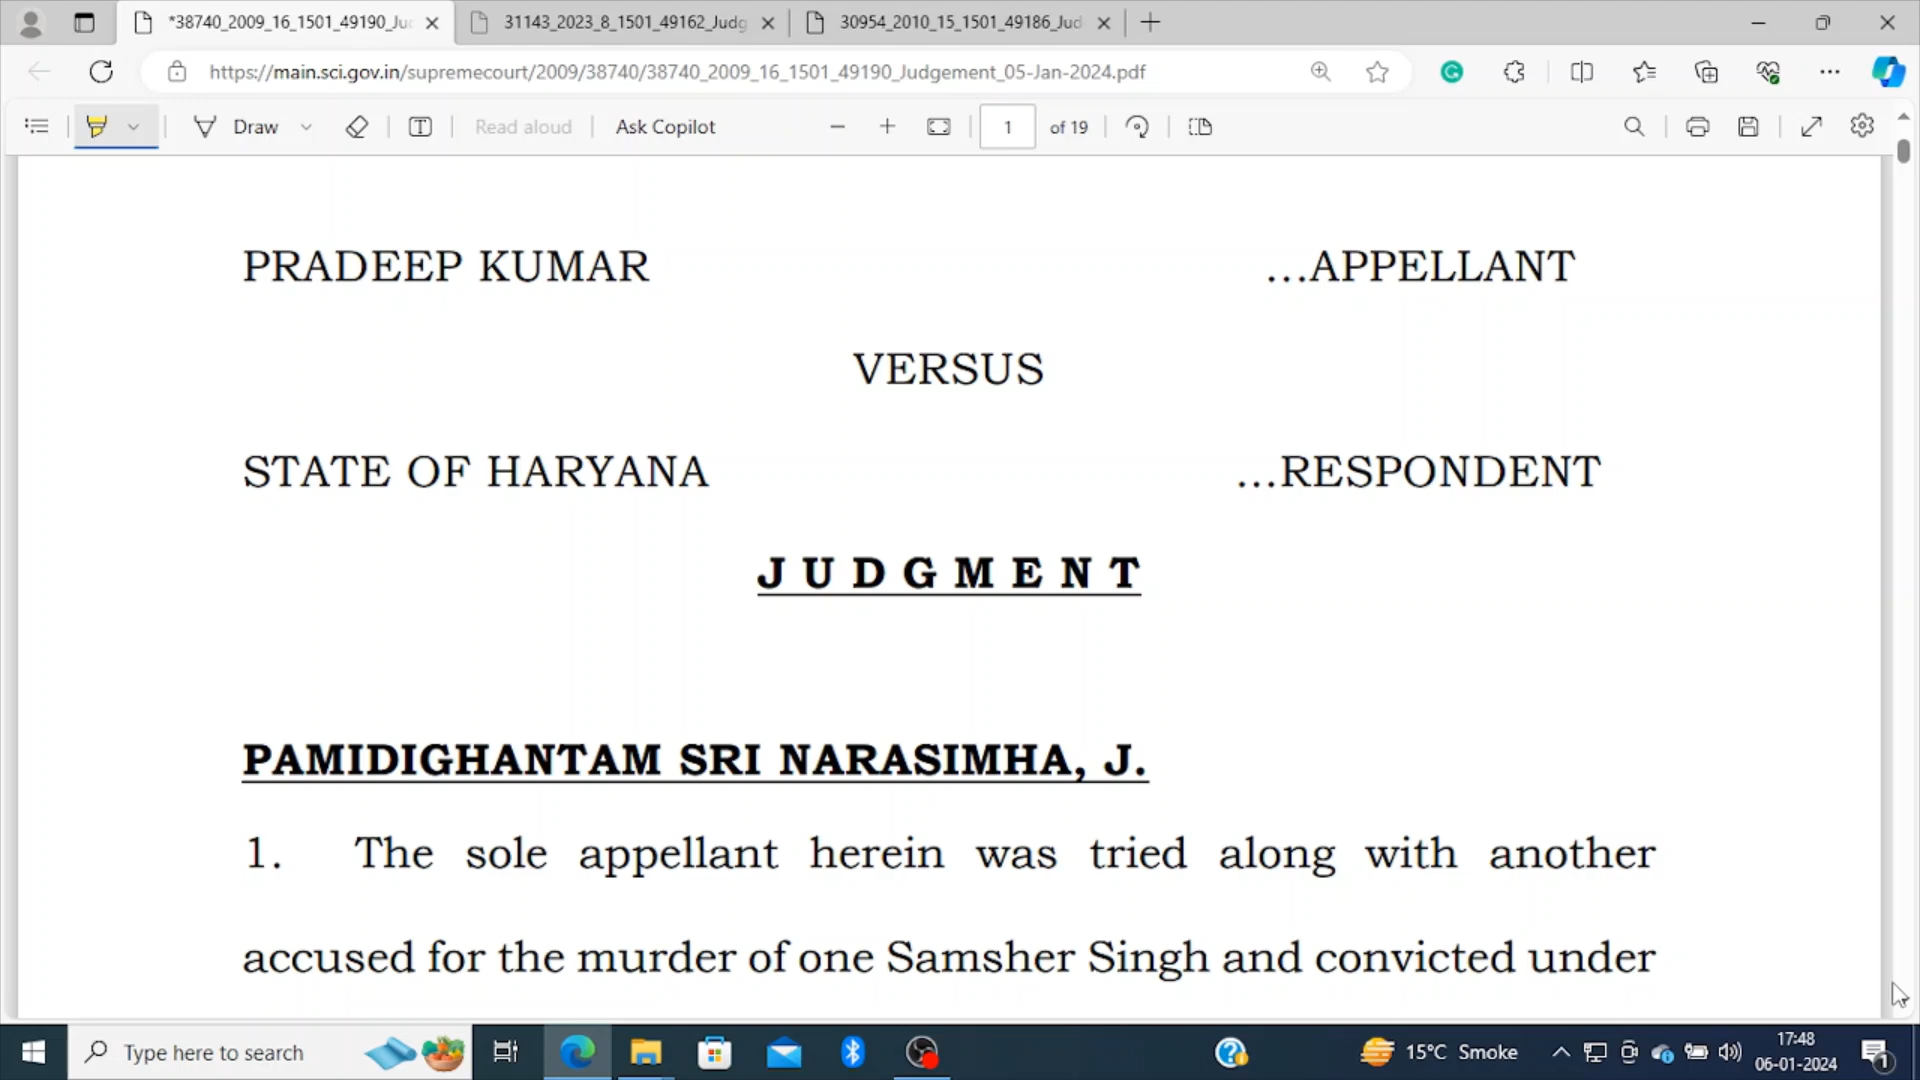 *38740_2009_16_1501_49190_Ju
31143_2023_8_1501_49162_Judg
30954_2010_15_1501_49186_Jud
https://main.sci.gov.in/supremecourt/2009/38740/38740_2009_16_1501_49190_Judgement_05-Jan-2024.pdf
Draw
Read aloud
Ask Copilot
1 of 19
PRADEEP KUMAR ...APPELLANT
VERSUS
STATE OF HARYANA ...RESPONDENT
J U D G M E N T
PAMIDIGHANTAM SRI NARASIMHA, J.
1. The sole appellant herein was tried along with another
accused for the murder of one Samsher Singh and convicted under
Type here to search
15°C Smoke
17:48
06-01-2024
1